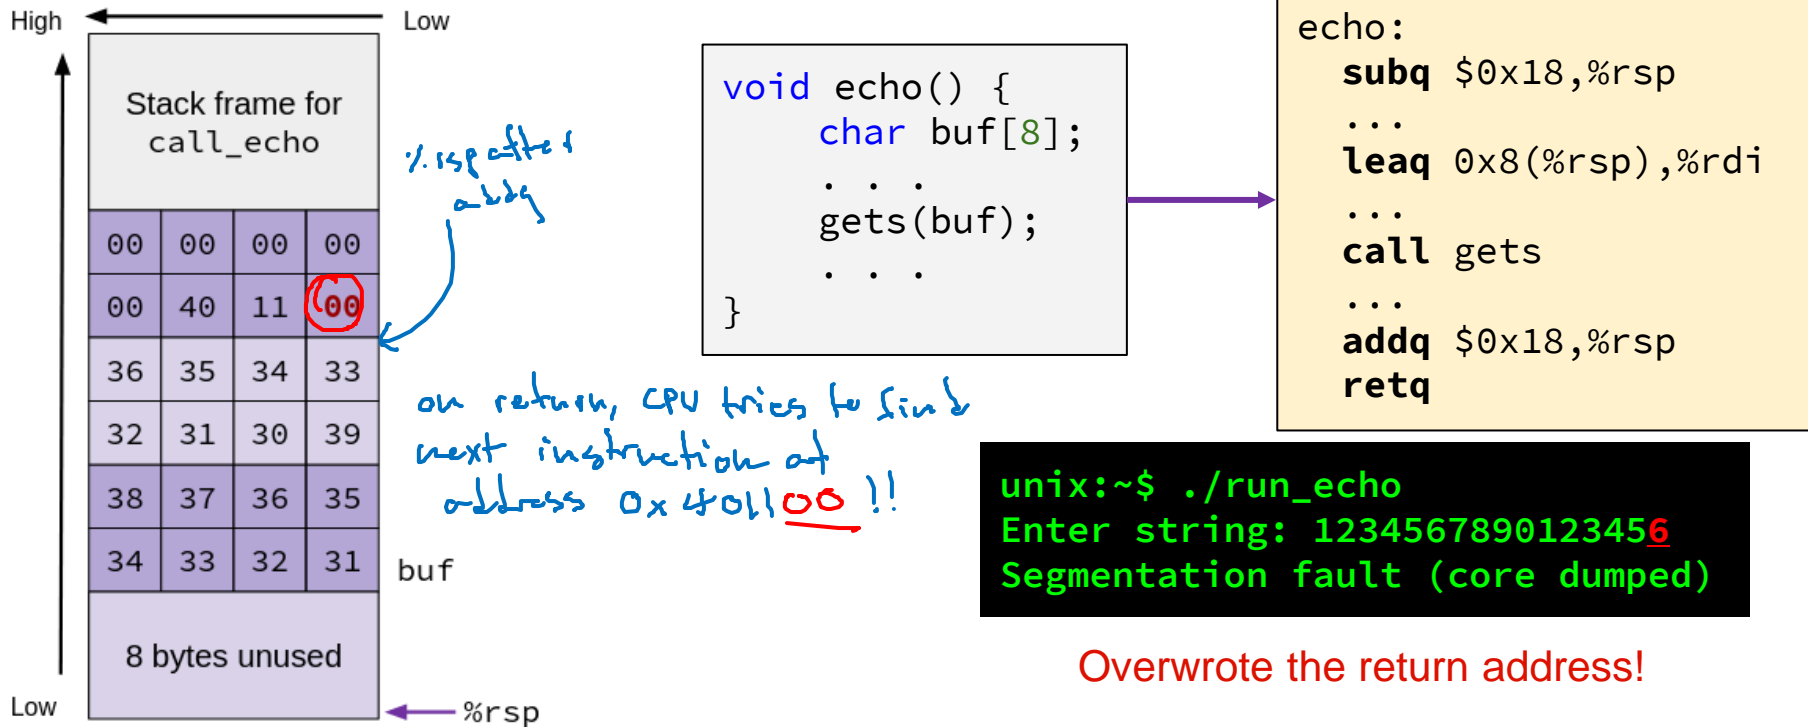 High
Low
Stack frame for
call_echo
00 00 00 00
00 40 11 00
36 35 34 33
32 31 30 39
38 37 36 35
34 33 32 31
buf
8 bytes unused
Low
%rsp
%rsp after
addq
on return, CPU tries to find
next instruction at
address 0x401100!!
void echo() {
char buf[8];
. . .
gets(buf);
. . .
}
echo:
subq $0x18,%rsp
...
leaq 0x8(%rsp),%rdi
...
call gets
...
addq $0x18,%rsp
retq
unix:~$ ./run_echo
Enter string: 1234567890123456
Segmentation fault (core dumped)
Overwrote the return address!